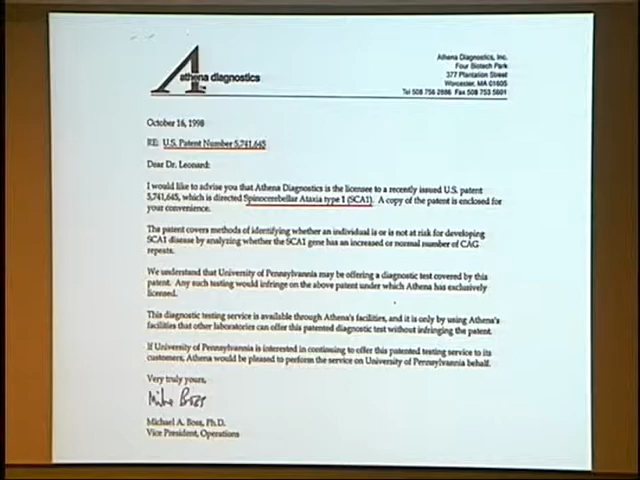 Athena Diagnostics, Inc.
Four Biotech Park
377 Plantation Street
Worcester, MA 01605
Tel 508 756 2886 Fax 508 753 5601
athena diagnostics
October 16, 1998
RE: U.S. Patent Number 5,741,645
Dear Dr. Leonard:
I would like to advise you that Athena Diagnostics is the licensee to a recently issued U.S. patent
5,741,645, which is directed Spinocerebellar Ataxia type 1 (SCA1). A copy of the patent is enclosed for
your convenience.
The patent covers methods of identifying whether an individual is or is not at risk for developing
SCA1 disease by analyzing whether the SCA1 gene has an increased or normal number of CAG
repeats.
We understand that University of Pennsylvannia may be offering a diagnostic test covered by this
patent. Any such testing would infringe on the above patent under which Athena has exclusively
licensed.
This diagnostic testing service is available through Athena's facilities, and it is only by using Athena's
facilities that other laboratories can offer this patented diagnostic test without infringing the patent.
If University of Pennsylvannia is interested in continuing to offer this patented testing service to its
customers, Athena would be pleased to perform the service on University of Pennsylvannia behalf.
Very truly yours,
Mike Boss
Michael A. Boss, Ph.D.
Vice President, Operations